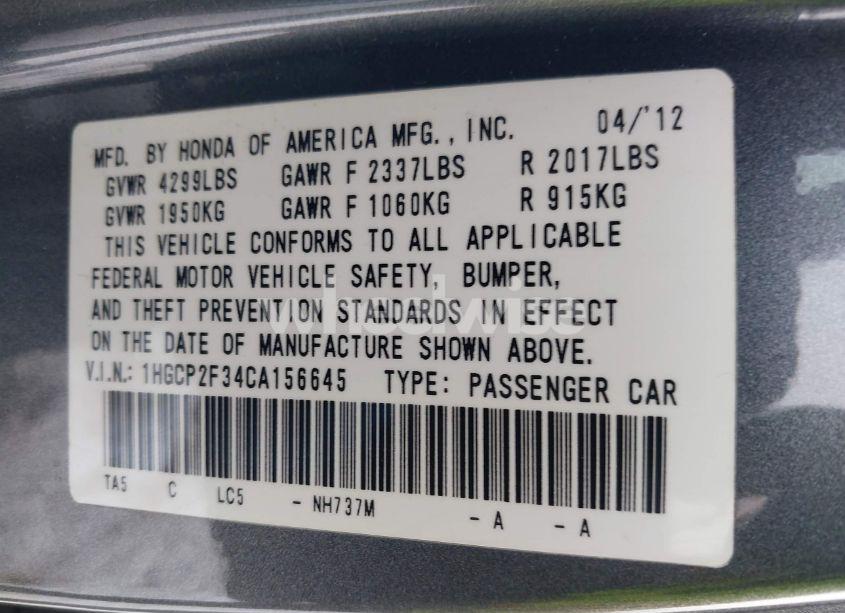 MFD. BY HONDA OF AMERICA MFG., INC. 04/'12
GVWR 4299LBS GAWR F 2337LBS R 2017LBS
GVWR 1950KG GAWR F 1060KG R 915KG
THIS VEHICLE CONFORMS TO ALL APPLICABLE
FEDERAL MOTOR VEHICLE SAFETY, BUMPER,
AND THEFT PREVENTION STANDARDS IN EFFECT
ON THE DATE OF MANUFACTURE SHOWN ABOVE.
V.I.N.: 1HGCP2F34CA156645 TYPE: PASSENGER CAR
TA5 C LC5 - NH737M - A - A
wheelwise